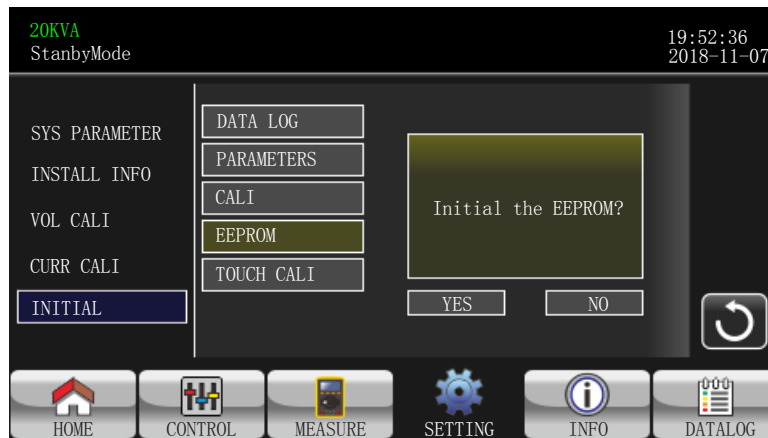 20KVA
StanbyMode
19:52:36
2018-11-07
SYS PARAMETER
INSTALL INFO
VOL CALI
CURR CALI
INITIAL
DATA LOG
PARAMETERS
CALI
EEPROM
TOUCH CALI
Initial the EEPROM?
YES
NO
HOME
CONTROL
MEASURE
SETTING
INFO
DATALOG